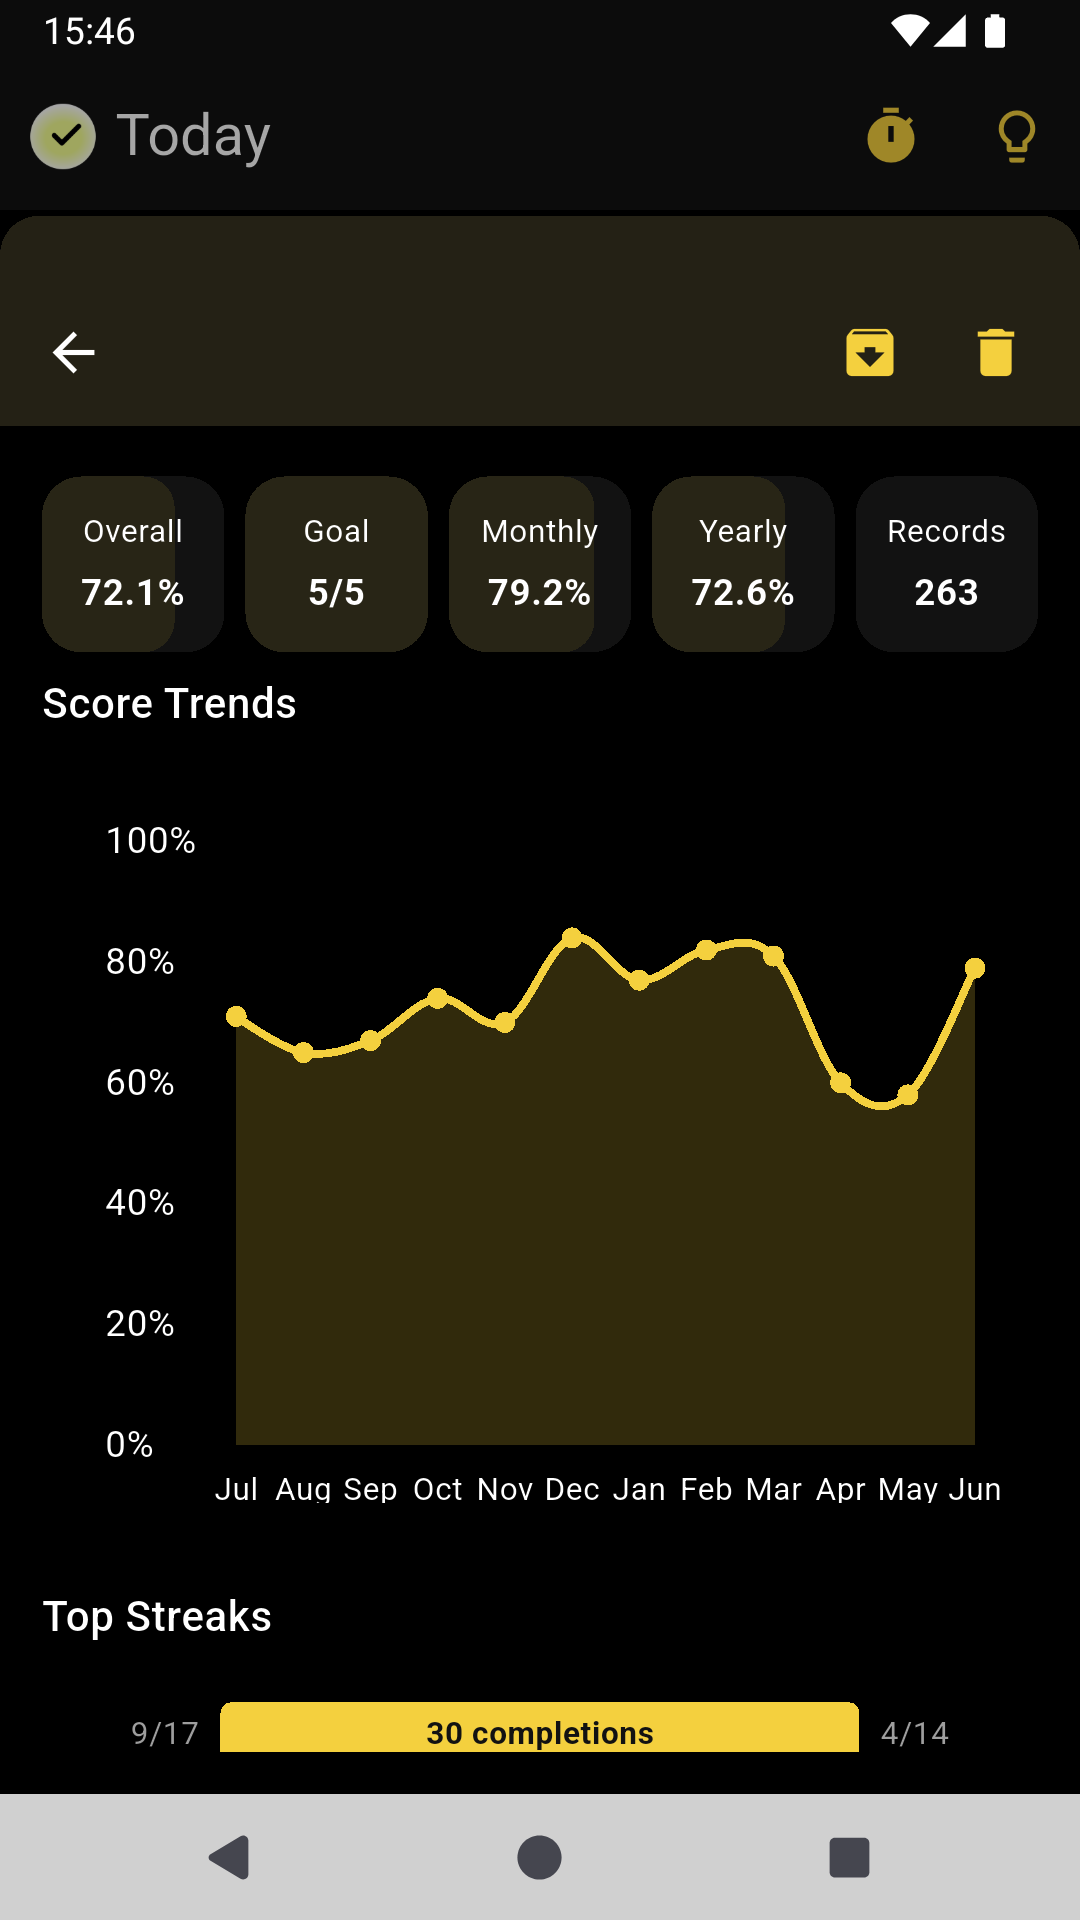 15:46
Today
Overall Goal Monthly Yearly Records
72.1% 5/5 79.2% 72.6% 263
Score Trends
100%
80%
60%
40%
20%
0%
Jul Aug Sep Oct Nov Dec Jan Feb Mar Apr May Jun
Top Streaks
9/17 30 completions 4/14